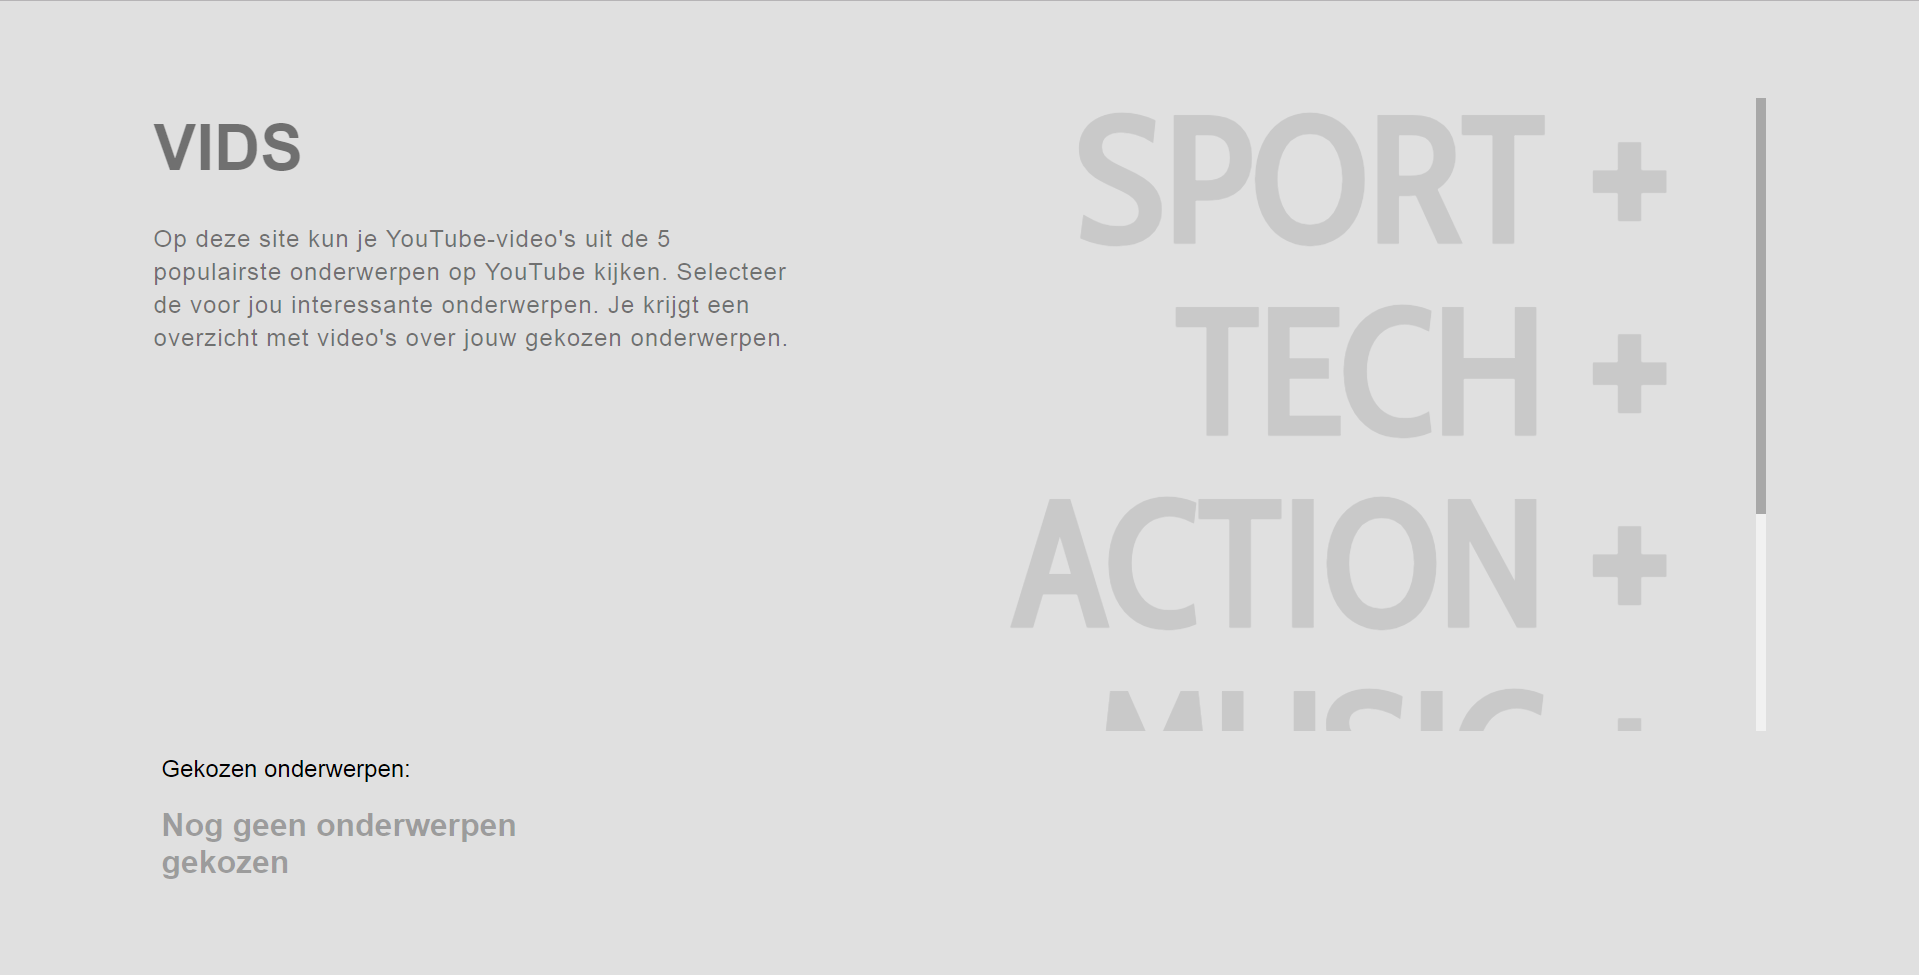 VIDS
Op deze site kun je YouTube-video's uit de 5
populairste onderwerpen op YouTube kijken. Selecteer
de voor jou interessante onderwerpen. Je krijgt een
overzicht met video's over jouw gekozen onderwerpen.
SPORT +
TECH +
ACTION +
MUSIC +
Gekozen onderwerpen:
Nog geen onderwerpen
gekozen